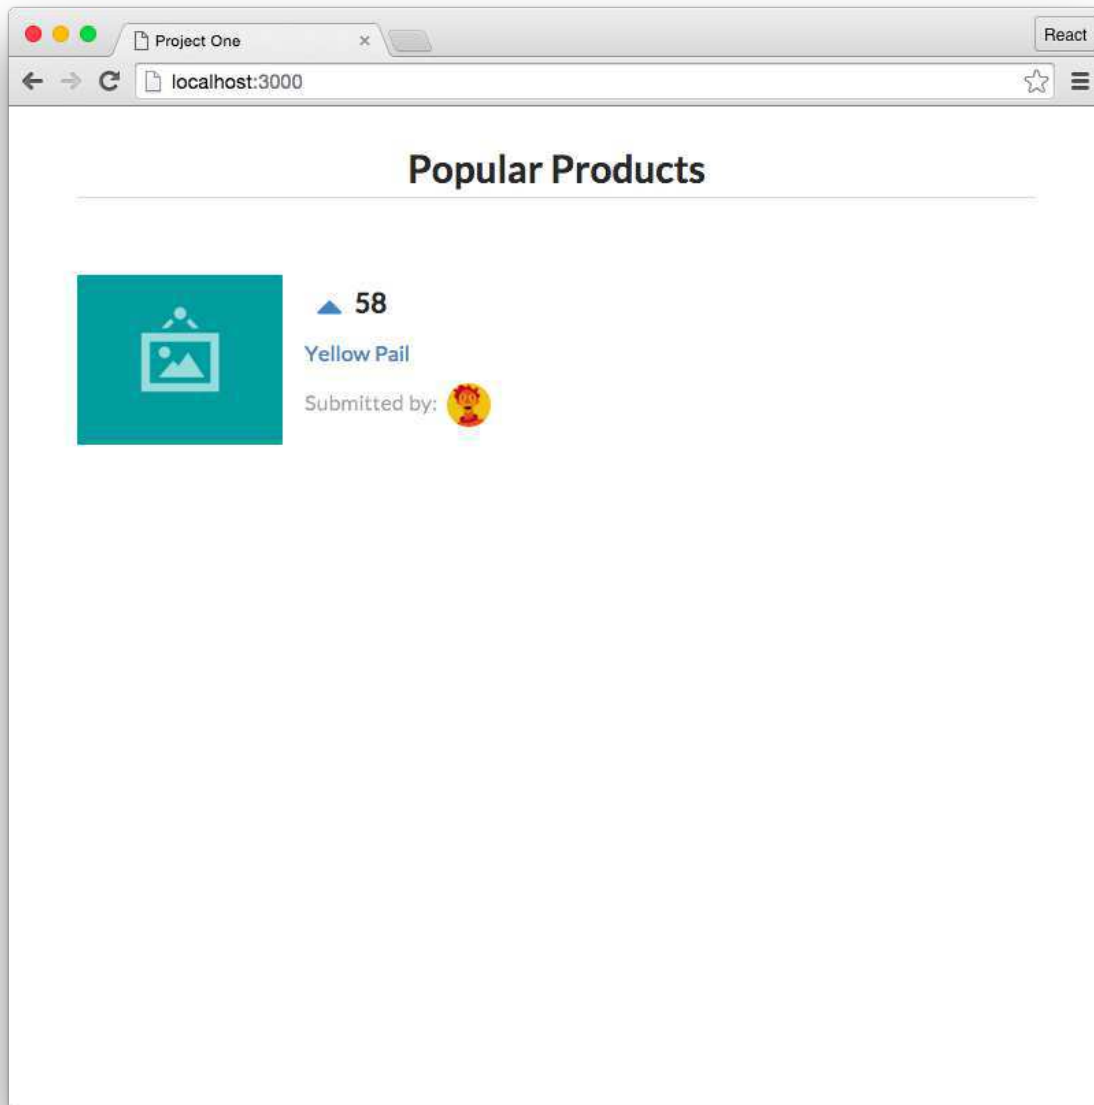 Project One
React
localhost:3000
Popular Products
58
Yellow Pail
Submitted by: